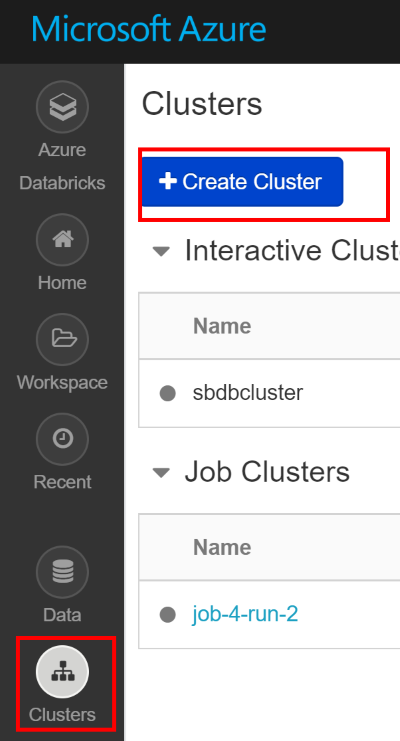 Microsoft Azure
Azure
Databricks
Home
Workspace
Recent
Data
Clusters
Clusters
Create Cluster
Interactive Clust
Name
sbdbcluster
Job Clusters
Name
job-4-run-2